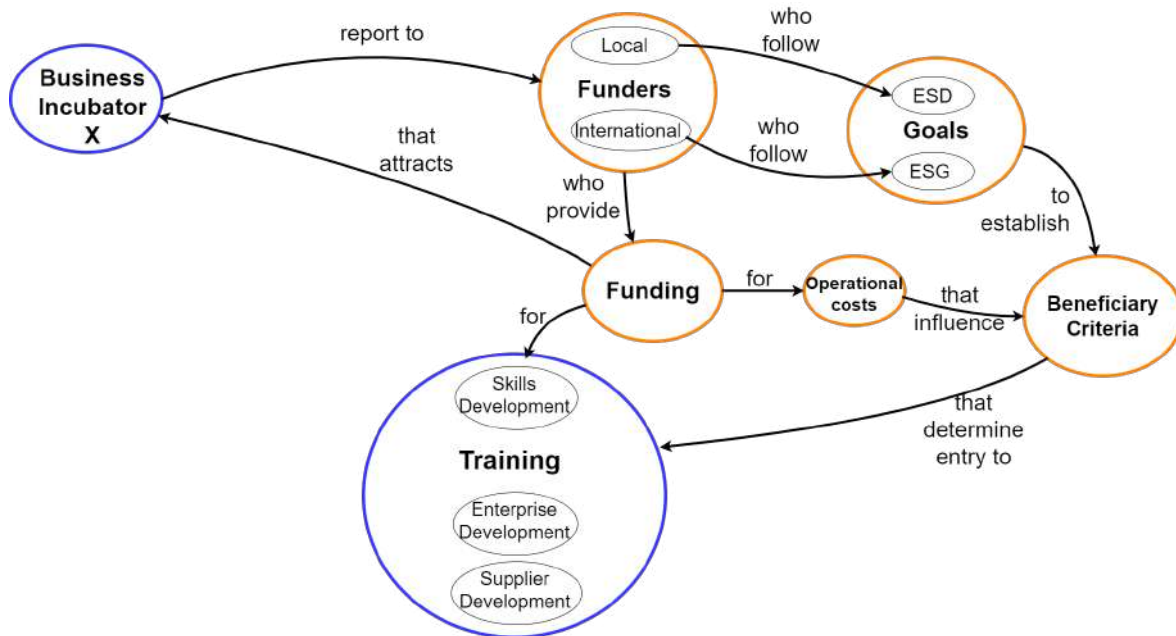 Business
Incubator
X
report to
that
attracts
Local
Funders
International
who
follow
who
follow
ESD
Goals
ESG
who
provide
to
establish
Funding
for
Operational
costs
that
influence
Beneficiary
Criteria
for
that
determine
entry to
Skills
Development
Training
Enterprise
Development
Supplier
Development